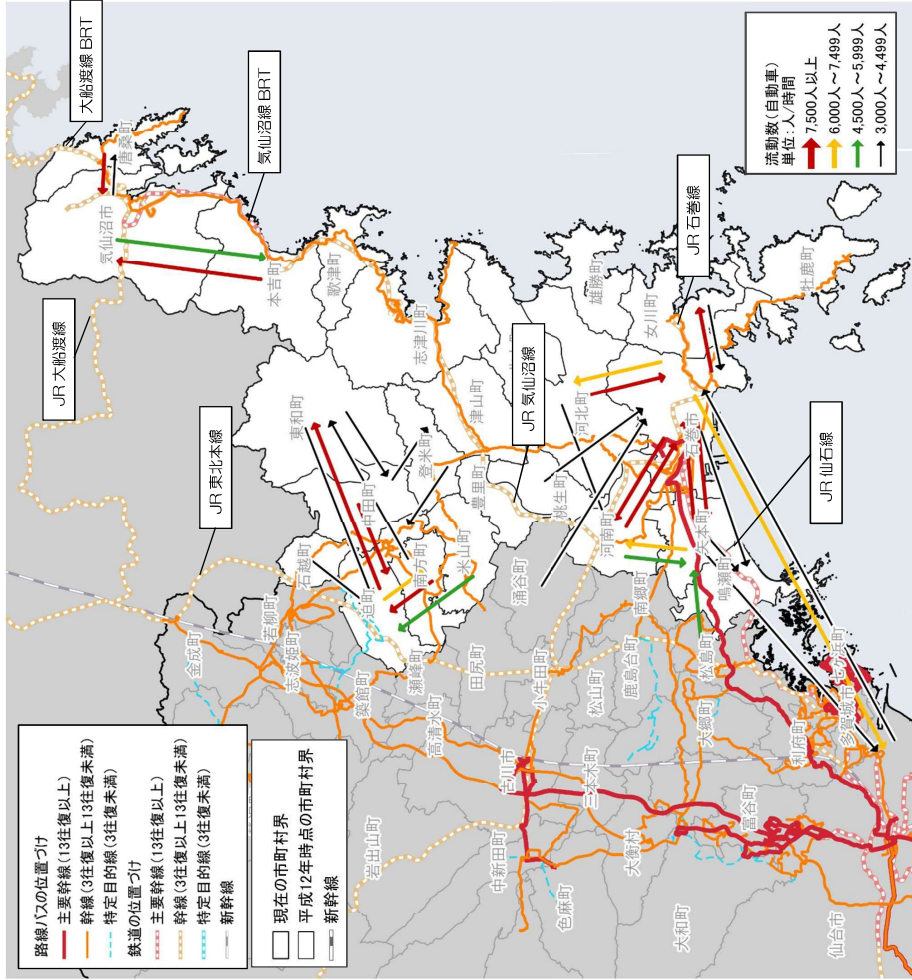 大船渡線 BRT
唐桑町
気仙沼市
気仙沼線 BRT
本吉町
歌津町
志津川町
JR 大船渡線
JR 東北本線
東和町
津山町
登米町
中田町
豊里町
JR 気仙沼線
河北町
雄勝町
女川町
JR 石巻線
牡鹿町
石巻市
桃生町
河南町
矢本町
鳴瀬町
JR 仙石線
石越町
迫町
南方町
米山町
涌谷町
南郷町
金成町
若柳町
志波姫町
築館町
瀬峰町
高清水町
田尻町
小牛田町
松山町
鹿島台町
松島町
大郷町
利府町
多賀城市
七ヶ浜町
古川市
三本木町
富谷町
大衡村
大和町
仙台市
岩出山町
中新田町
色麻町
流動数(自動車)
単位:人/時間
7,500人以上
6,000人~7,499人
4,500人~5,999人
3,000人~4,499人
路線バスの位置づけ
主要幹線(13往復以上)
幹線(3往復以上13往復未満)
特定目的線(3往復未満)
鉄道の位置づけ
主要幹線(13往復以上)
幹線(3往復以上13往復未満)
特定目的線(3往復未満)
新幹線
現在の市町村界
平成12年時点の市町村界
新幹線